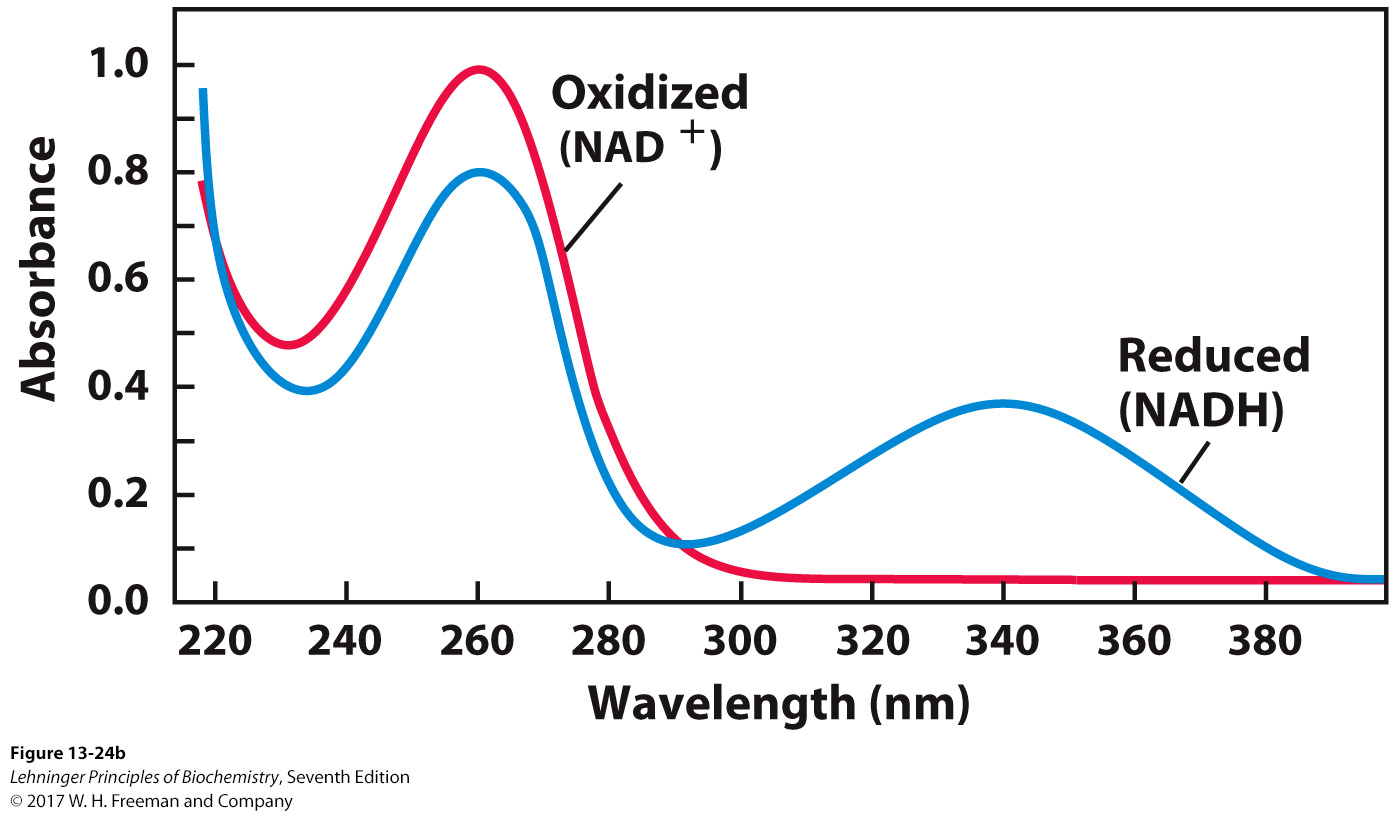 Absorbance
1.0
0.8
0.6
0.4
0.2
0.0
Oxidized
(NAD +)
Reduced
(NADH)
220 240 260 280 300 320 340 360 380
Wavelength (nm)
Figure 13-24b
Lehninger Principles of Biochemistry, Seventh Edition
© 2017 W. H. Freeman and Company